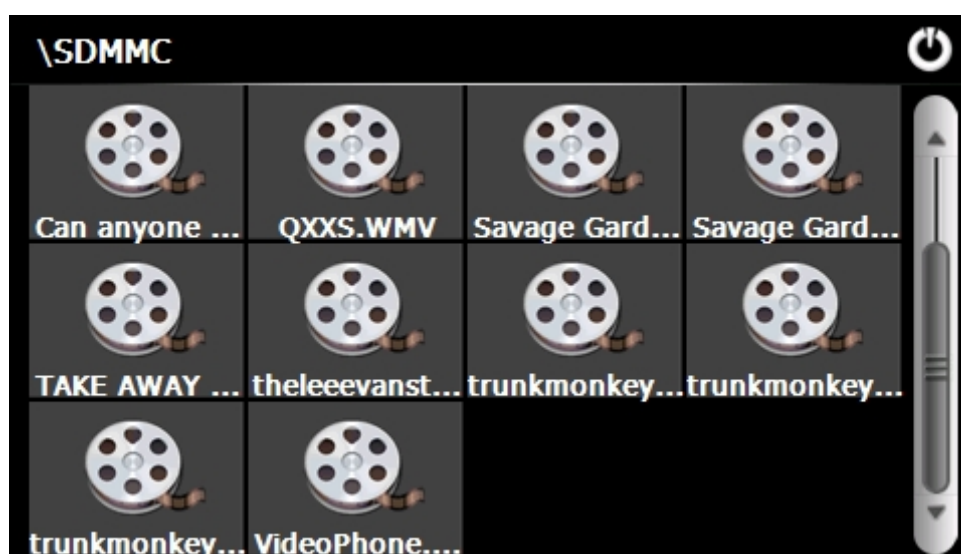 \SDMMC
Can anyone ...
QXXS.WMV
Savage Gard...
Savage Gard...
TAKE AWAY ...
theleeevanst...
trunkmonkey...
trunkmonkey...
trunkmonkey...
VideoPhone....